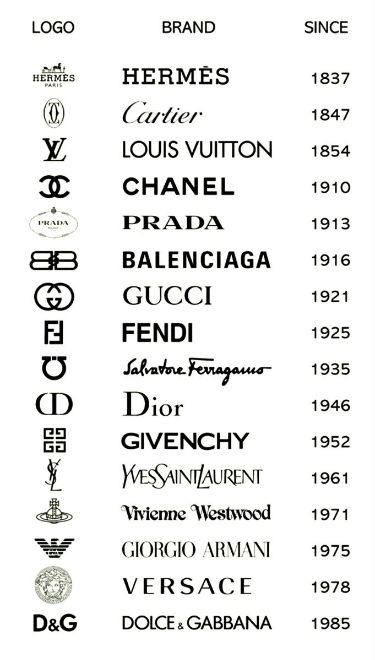 LOGO BRAND SINCE
HERMÈS PARIS HERMĒS 1837
Cartier 1847
LV LOUIS VUITTON 1854
CHANEL 1910
PRADA PRADA 1913
BB BALENCIAGA 1916
GG GUCCI 1921
FF FENDI 1925
Salvatore Ferragamo 1935
CD Dior 1946
GGGG GIVENCHY 1952
YSL YVESSAINTLAURENT 1961
Vivienne Westwood 1971
GIORGIO ARMANI 1975
VERSACE 1978
D&G DOLCE & GABBANA 1985